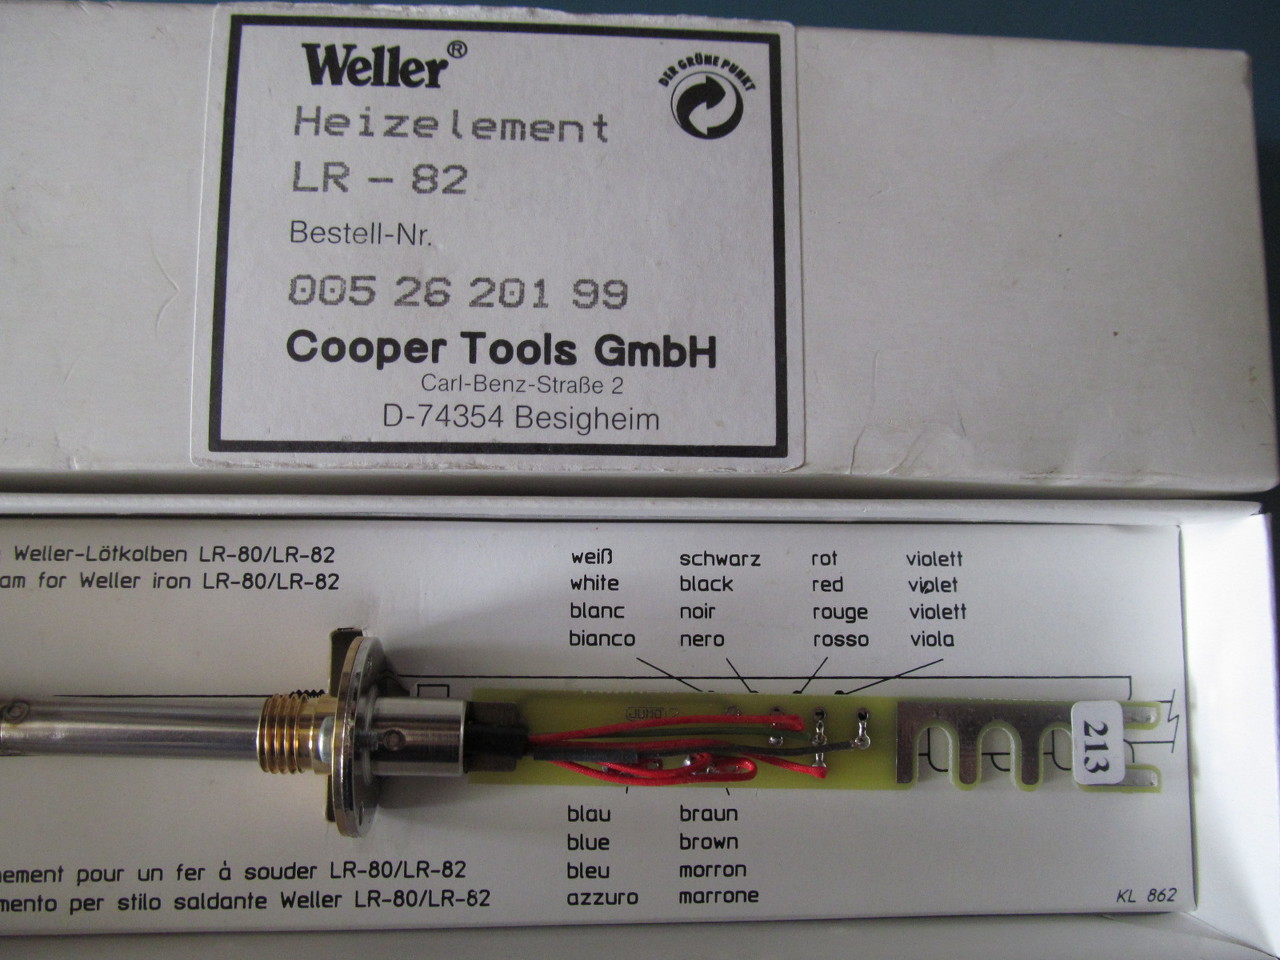 Weller®
DER GRÜNE PUNKT
Heizelement
LR - 82
Bestell-Nr.
005 26 201 99
Cooper Tools GmbH
Carl-Benz-Straße 2
D-74354 Besigheim
Weller-Lötkolben LR-80/LR-82
am for Weller iron LR-80/LR-82
weiß schwarz rot violett
white black red violet
blanc noir rouge violett
bianco nero rosso viola
JUMO
213
blau braun
blue brown
bleu morron
azzuro marrone
nement pour un fer à souder LR-80/LR-82
mento per stilo saldante Weller LR-80/LR-82
KL 862